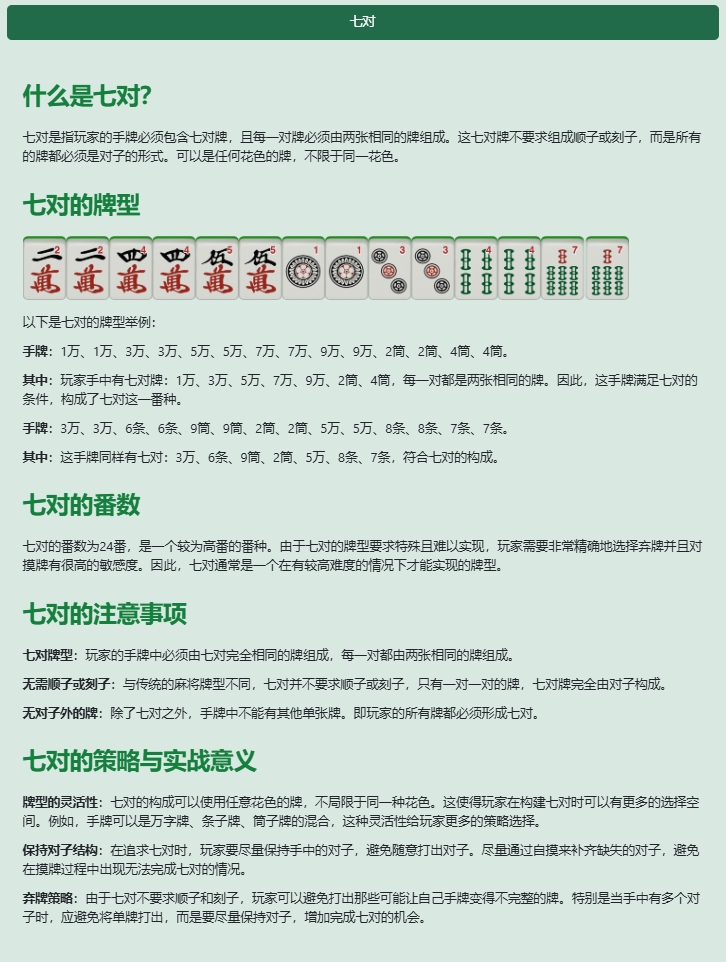 七对
什么是七对？
七对是指玩家的手牌必须包含七对牌，且每一对牌必须由两张相同的牌组成。这七对牌不要求组成顺子或刻子，而是所有
的牌都必须是对子的形式。可以是任何花色的牌，不限于同一花色。
七对的牌型
2 2 4 4 5 5 1 1 3 3 4 4 7 7
二 二 四 四 伍 伍
萬 萬 萬 萬 萬 萬
以下是七对的牌型举例：
手牌：1万、1万、3万、3万、5万、5万、7万、7万、9万、9万、2筒、2筒、4筒、4筒。
其中：玩家手中有七对牌：1万、3万、5万、7万、9万、2筒、4筒，每一对都是两张相同的牌。因此，这手牌满足七对的
条件，构成了七对这一番种。
手牌：3万、3万、6条、6条、9筒、9筒、2筒、2筒、5万、5万、8条、8条、7条、7条。
其中：这手牌同样有七对：3万、6条、9筒、2筒、5万、8条、7条，符合七对的构成。
七对的番数
七对的番数为24番，是一个较为高番的番种。由于七对的牌型要求特殊且难以实现，玩家需要非常精确地选择弃牌并且对
摸牌有很高的敏感度。因此，七对通常是一个在有较高难度的情况下才能实现的牌型。
七对的注意事项
七对牌型：玩家的手牌中必须由七对完全相同的牌组成，每一对都由两张相同的牌组成。
无需顺子或刻子：与传统的麻将牌型不同，七对并不要求顺子或刻子，只有一对一对的牌，七对牌完全由对子构成。
无对子外的牌：除了七对之外，手牌中不能有其他单张牌。即玩家的所有牌都必须形成七对。
七对的策略与实战意义
牌型的灵活性：七对的构成可以使用任意花色的牌，不局限于同一种花色。这使得玩家在构建七对时可以有更多的选择空
间。例如，手牌可以是万字牌、条子牌、筒子牌的混合，这种灵活性给玩家更多的策略选择。
保持对子结构：在追求七对时，玩家要尽量保持手中的对子，避免随意打出对子。尽量通过自摸来补齐缺失的对子，避免
在摸牌过程中出现无法完成七对的情况。
弃牌策略：由于七对不要求顺子和刻子，玩家可以避免打出那些可能让自己手牌变得不完整的牌。特别是当手中有多个对
子时，应避免将单牌打出，而是要尽量保持对子，增加完成七对的机会。